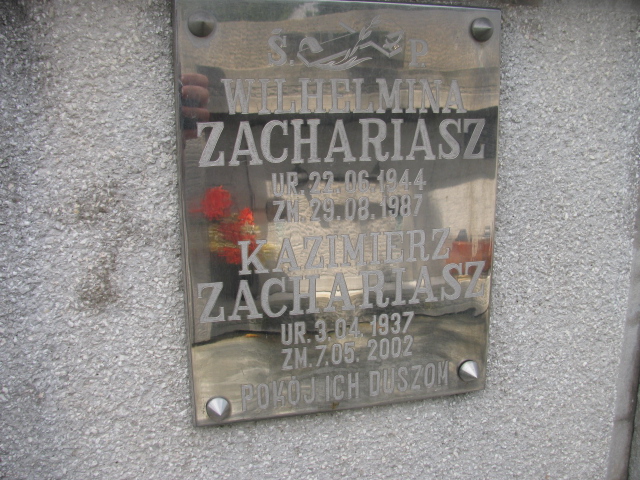 Ś. P.
WILHELMINA
ZACHARIASZ
UR. 22.06.1944
ZM. 29.08.1987
KAZIMIERZ
ZACHARIASZ
UR. 3.04.1937
ZM. 7.05.2002
POKÓJ ICH DUSZOM